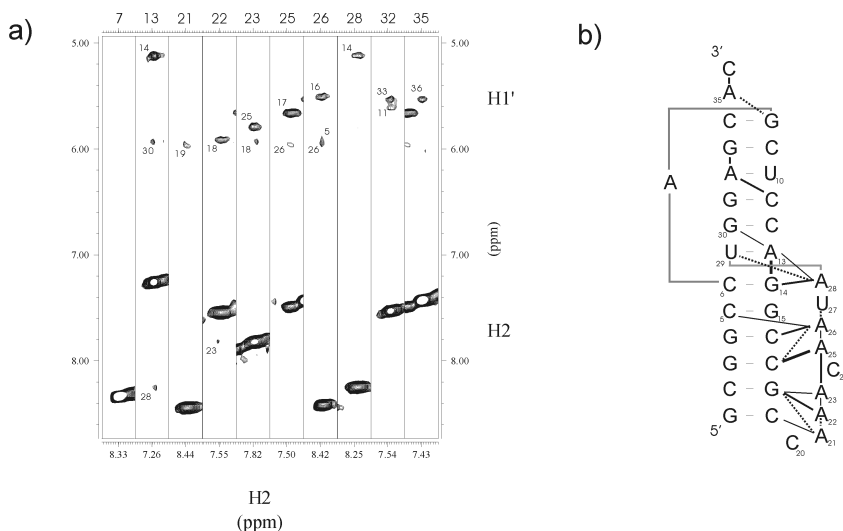 a)
7 13 21 22 23 25 26 28 32 35
5.00 14 14 5.00
17 16 33 36 H1'
25 11
18 5
30 19 18 26 26
6.00 6.00
(ppm)
7.00 7.00
H2
23
8.00 8.00
28
8.33 7.26 8.44 7.55 7.82 7.50 8.42 8.25 7.54 7.43
H2
(ppm)
b)
3'
C
A
35
C G
G C
A U
10
A
G C
G C
30
U A
29 13
C G A
6 14 28
U
27
C G A
5 15 26
G C A
25
G C C
2
G A
23
C C A
22
G A
5' C 21
20